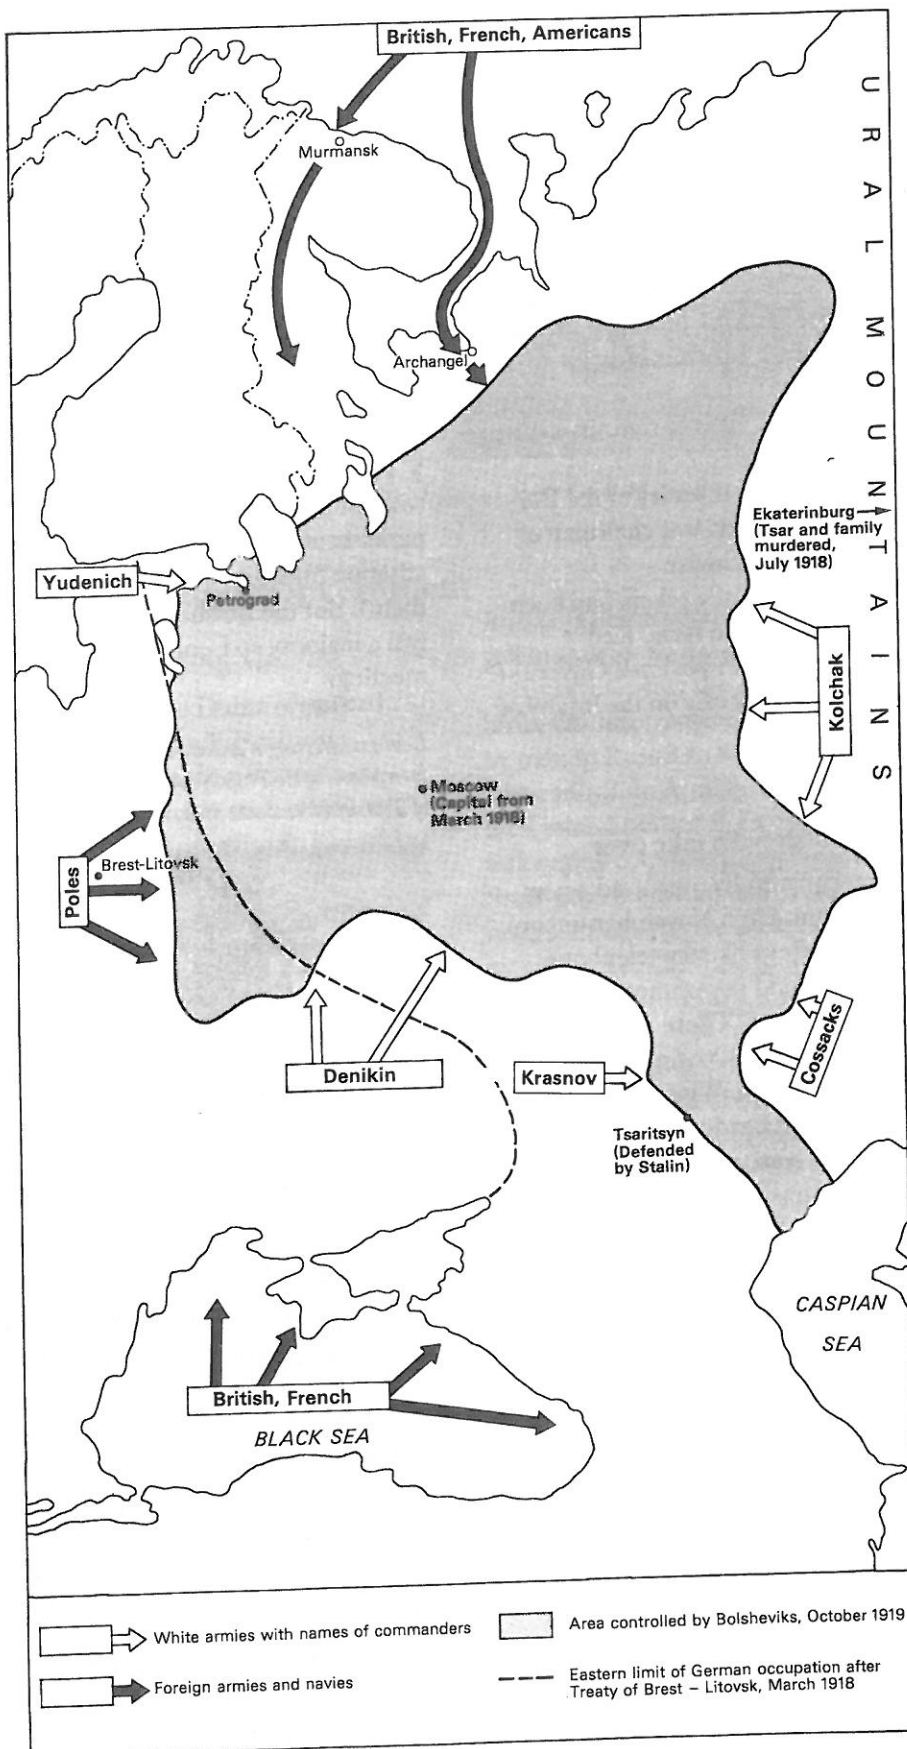 British, French, Americans
URAL MOUNTAINS
Murmansk
Archangel
Ekaterinburg
(Tsar and family
murdered,
July 1918)
Yudenich
Petrograd
Kolchak
Moscow
(Capital from
March 1918)
Poles
Brest-Litovsk
Denikin
Krasnov
Cossacks
Tsaritsyn
(Defended
by Stalin)
CASPIAN
SEA
British, French
BLACK SEA
White armies with names of commanders
Foreign armies and navies
Area controlled by Bolsheviks, October 1919
Eastern limit of German occupation after
Treaty of Brest – Litovsk, March 1918